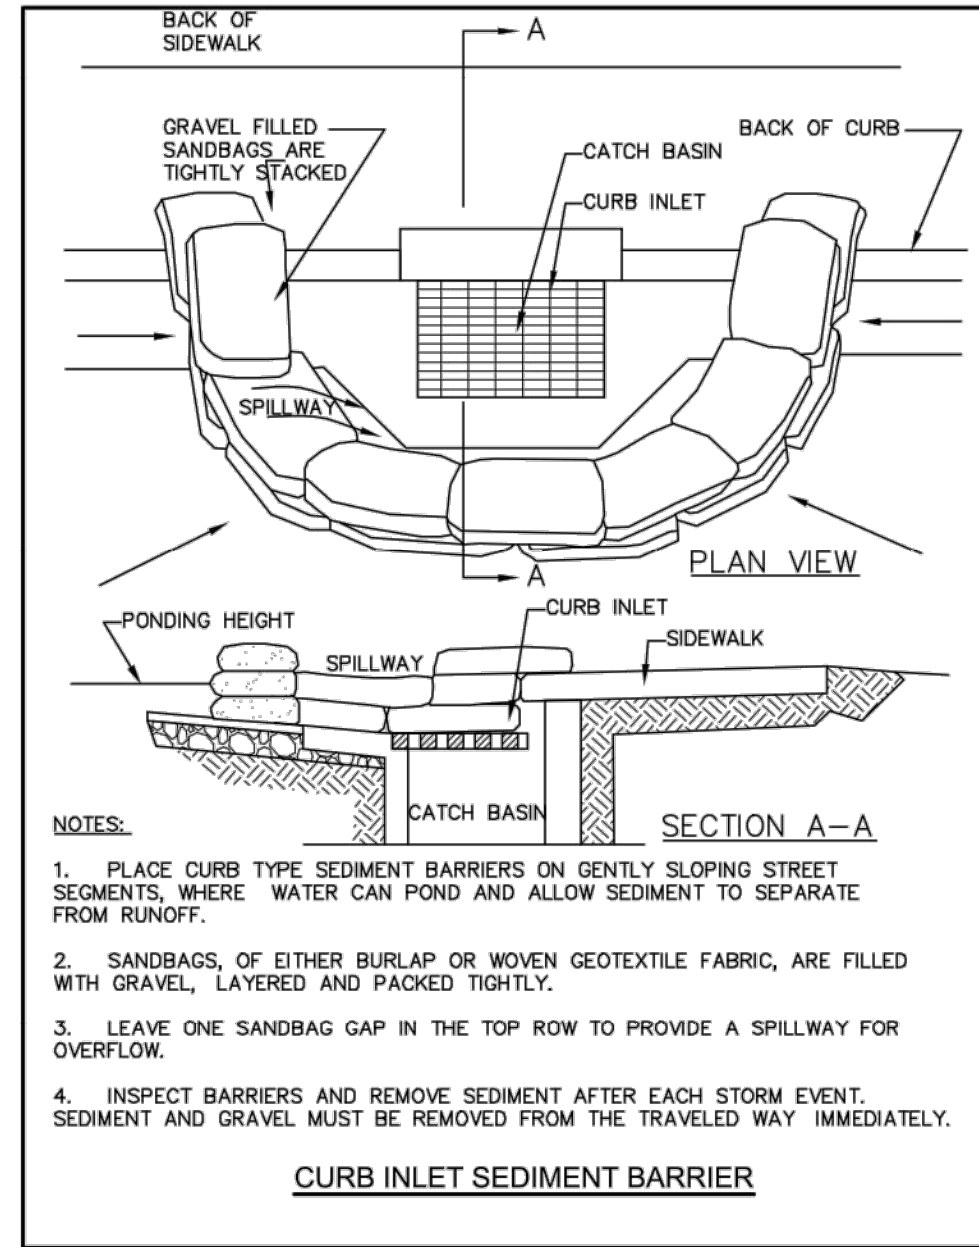 BACK OF
SIDEWALK
A
GRAVEL FILLED
SANDBAGS ARE
TIGHTLY STACKED
BACK OF CURB
CATCH BASIN
CURB INLET
SPILLWAY
A
PLAN VIEW
PONDING HEIGHT
CURB INLET
SIDEWALK
SPILLWAY
CATCH BASIN
SECTION A-A
NOTES:
1. PLACE CURB TYPE SEDIMENT BARRIERS ON GENTLY SLOPING STREET
SEGMENTS, WHERE WATER CAN POND AND ALLOW SEDIMENT TO SEPARATE
FROM RUNOFF.
2. SANDBAGS, OF EITHER BURLAP OR WOVEN GEOTEXTILE FABRIC, ARE FILLED
WITH GRAVEL, LAYERED AND PACKED TIGHTLY.
3. LEAVE ONE SANDBAG GAP IN THE TOP ROW TO PROVIDE A SPILLWAY FOR
OVERFLOW.
4. INSPECT BARRIERS AND REMOVE SEDIMENT AFTER EACH STORM EVENT.
SEDIMENT AND GRAVEL MUST BE REMOVED FROM THE TRAVELED WAY IMMEDIATELY.
CURB INLET SEDIMENT BARRIER